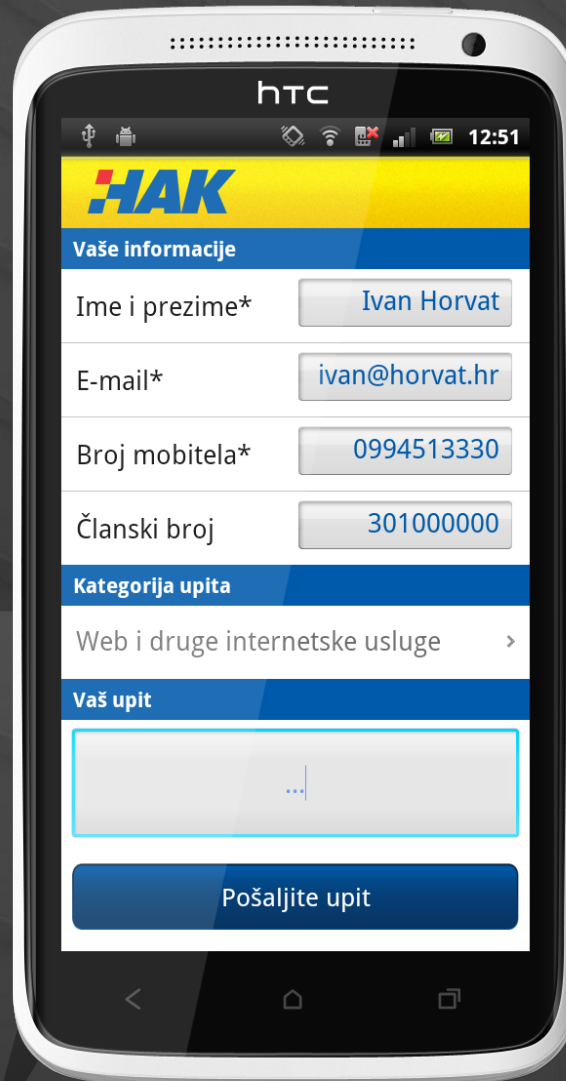 hTC
12:51
HAK
Vaše informacije
Ime i prezime* Ivan Horvat
E-mail* ivan@horvat.hr
Broj mobitela* 0994513330
Članski broj 301000000
Kategorija upita
Web i druge internetske usluge >
Vaš upit
...
Pošaljite upit